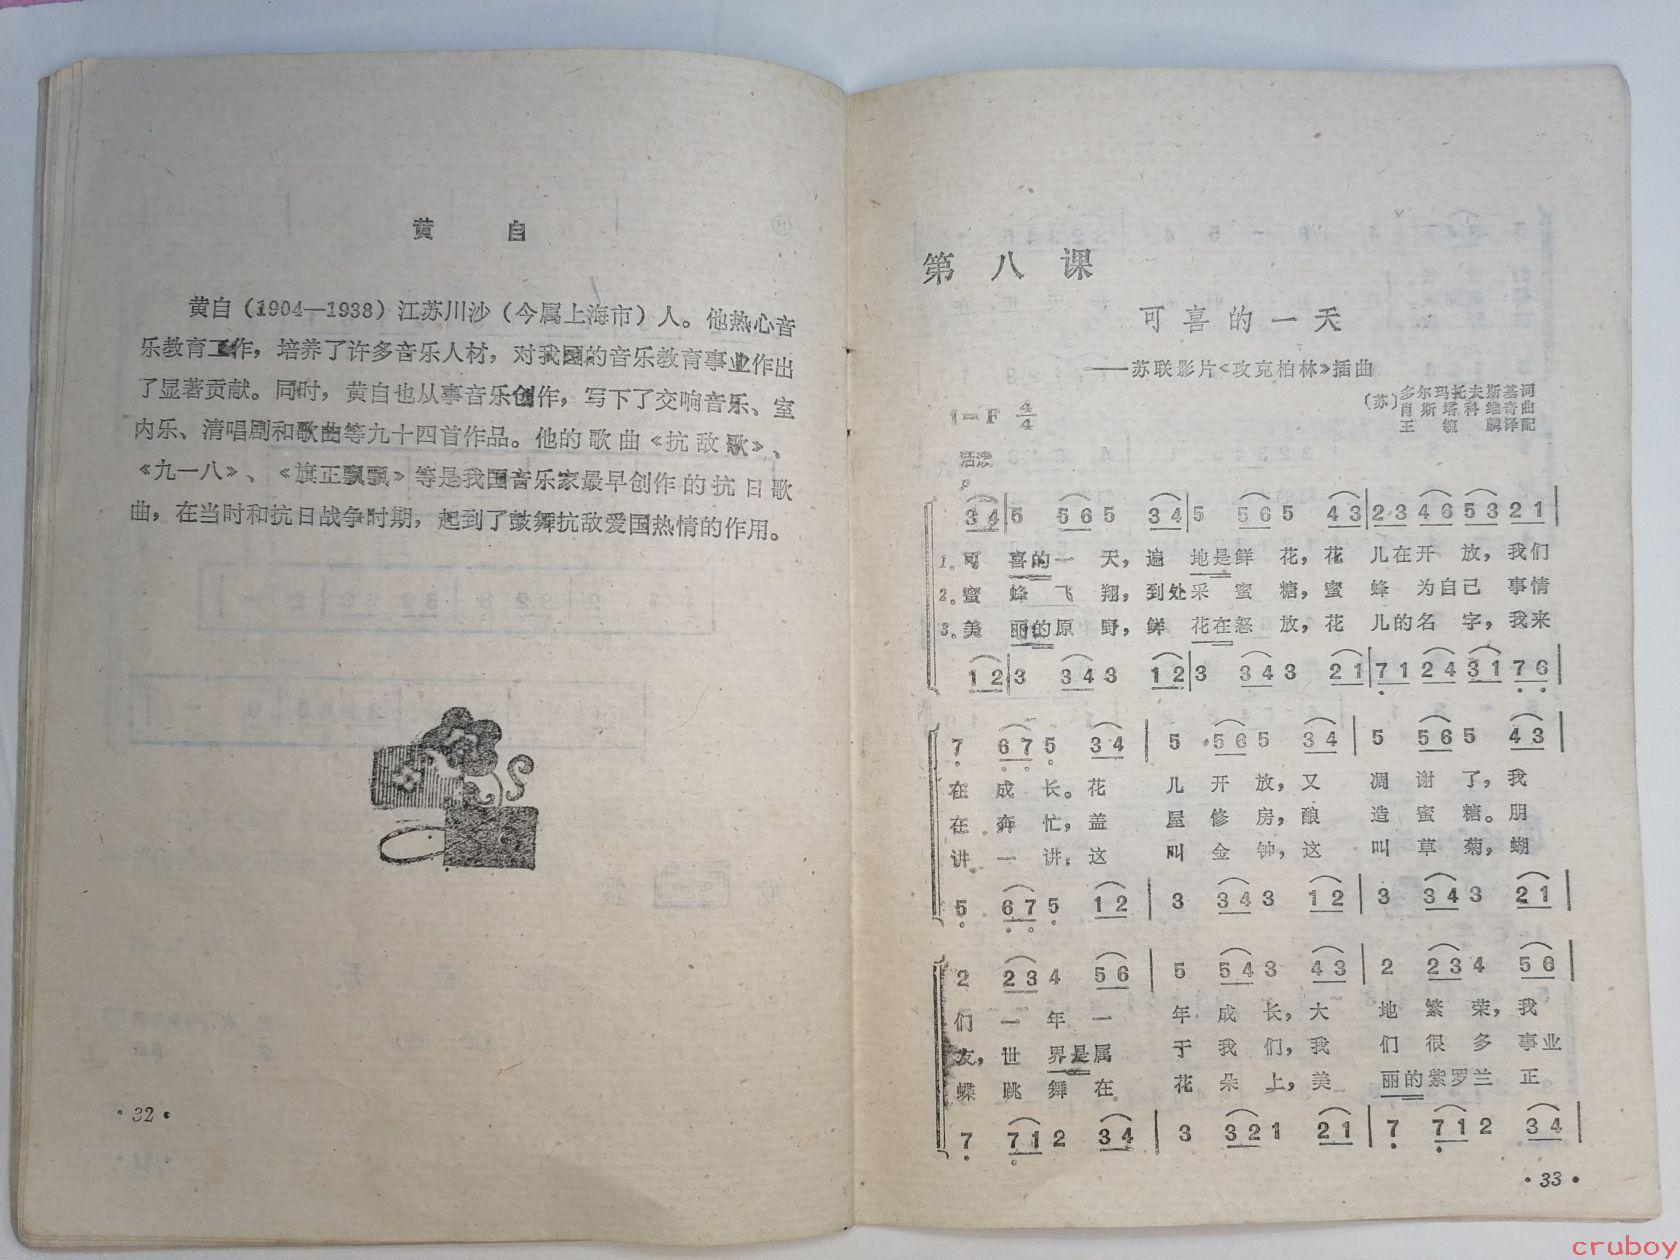 黄 自
黄自（1904—1938）江苏川沙（今属上海市）人。他热心音
乐教育工作，培养了许多音乐人材，对我国的音乐教育事业作出
了显著贡献。同时，黄自也从事音乐创作，写下了交响音乐、室
内乐、清唱剧和歌曲等九十四首作品。他的歌曲《抗敌歌》、
《九一八》、《旗正飘飘》等是我国音乐家最早创作的抗日歌
曲，在当时和抗日战争时期，起到了鼓舞抗敌爱国热情的作用。
·32·
第八课
可喜的一天
——苏联影片《攻克柏林》插曲
（苏）多尔玛托夫斯基词
肖斯塔科维奇曲
王毓麟译配
1=F 4/4
活泼
p
3 4 | 5 5 6 5 3 4 | 5 5 6 5 4 3 | 2 3 4 6 5 3 2 1 |
1。可 喜的一 天，遍 地是鲜 花，花 儿在开 放，我们
2。蜜 蜂 飞 翔，到处采 蜜 糖，蜜 蜂 为自己 事情
3。美 丽的原 野，鲜 花在怒 放，花 儿的名 字，我来
1 2 | 3 3 4 3 1 2 | 3 3 4 3 2 1 | 7 1 2 4 3 1 7 6 |
7 6 7 5 3 4 | 5 5 6 5 3 4 | 5 5 6 5 4 3 |
在 成 长。花 儿 开 放，又 凋 谢 了，我
在 奔 忙，盖 屋 修 房，酿 造 蜜 糖。朋
讲 一 讲：这 叫 金 钟，这 叫 草 菊，蝴
5 6 7 5 1 2 | 3 3 4 3 1 2 | 3 3 4 3 2 1 |
2 2 3 4 5 6 | 5 5 4 3 4 3 | 2 2 3 4 5 6 |
们 一 年 一 年 成 长，大 地 繁 荣，我
友，世 界是属 于 我 们，我 们 很 多 事业
蝶 跳 舞 在 花 朵 上，美 丽的紫罗兰 正
7 7 1 2 3 4 | 3 3 2 1 2 1 | 7 7 1 2 3 4 |
·33·
cruboy